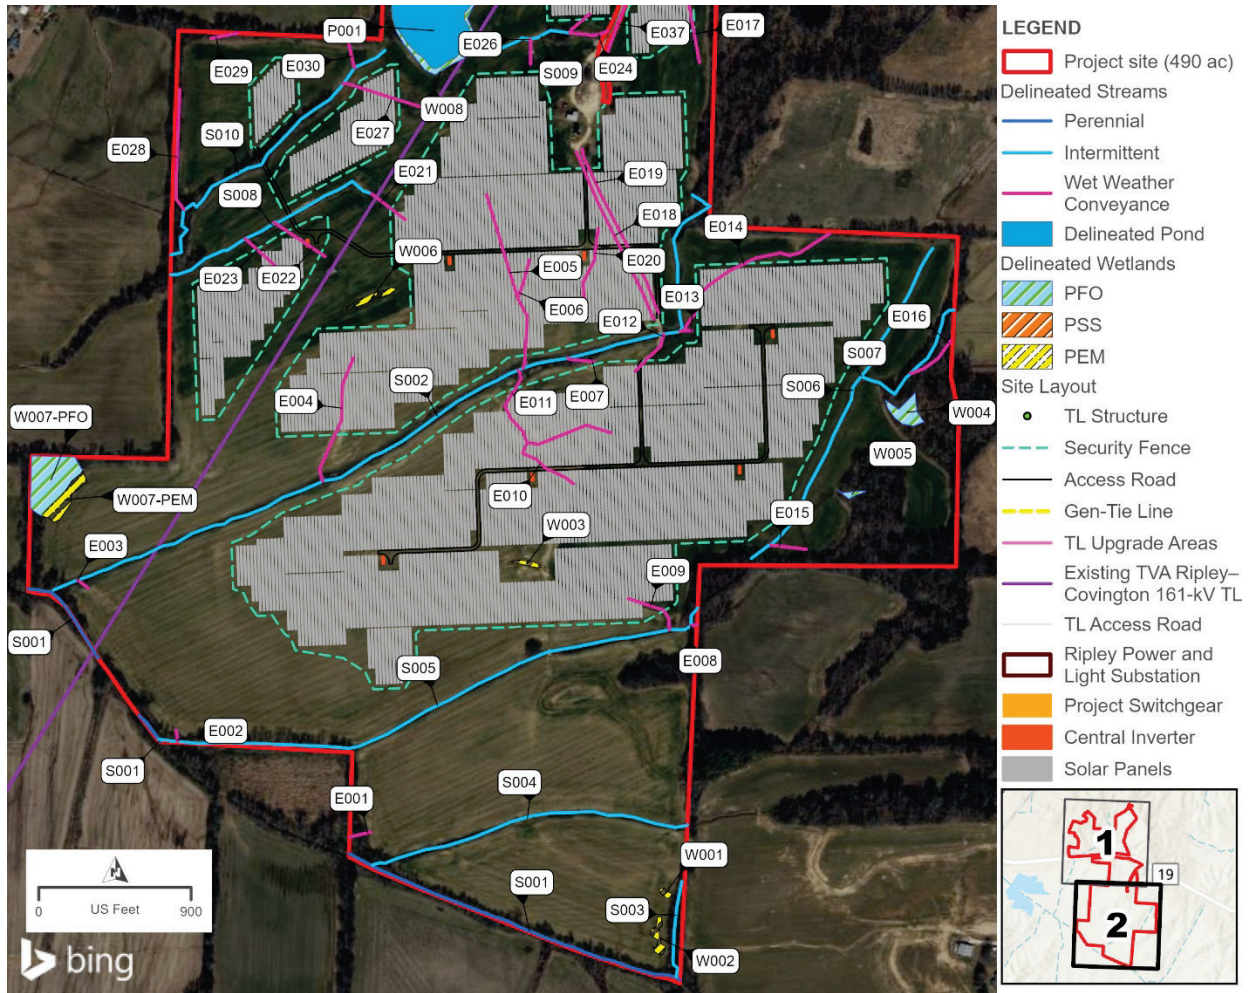 P001
E026
E037
E017
E029
E030
S009
E024
W008
S010
E027
E028
E021
E019
S008
E018
E014
W006
E023
E022
E005
E020
E006
E013
E012
E016
S007
S002
S006
E004
E011
E007
W004
W007-PFO
W005
W007-PEM
E010
E015
W003
E003
E009
S001
S005
E008
E002
S001
S004
E001
W001
S001
S003
W002
N
0 US Feet 900
bing
LEGEND
Project site (490 ac)
Delineated Streams
Perennial
Intermittent
Wet Weather
Conveyance
Delineated Pond
Delineated Wetlands
PFO
PSS
PEM
Site Layout
TL Structure
Security Fence
Access Road
Gen-Tie Line
TL Upgrade Areas
Existing TVA Ripley–
Covington 161-kV TL
TL Access Road
Ripley Power and
Light Substation
Project Switchgear
Central Inverter
Solar Panels
1
19
2